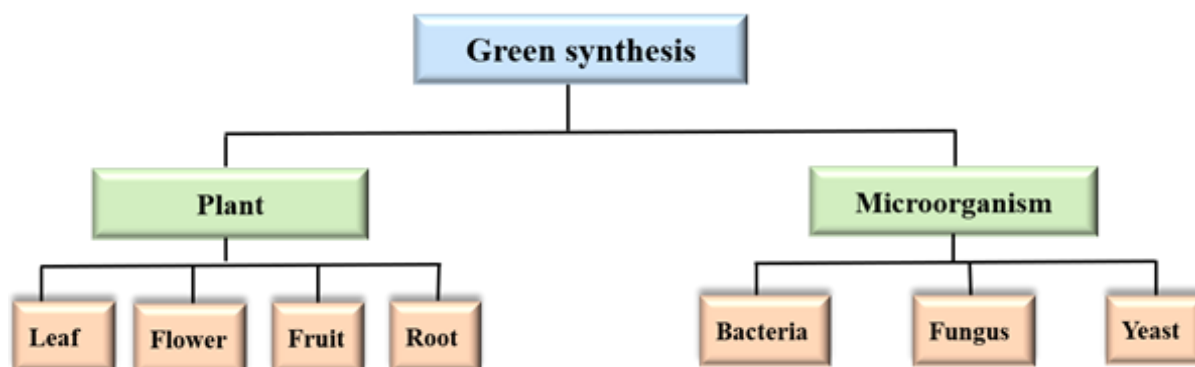 Green synthesis
Plant
Microorganism
Leaf
Flower
Fruit
Root
Bacteria
Fungus
Yeast